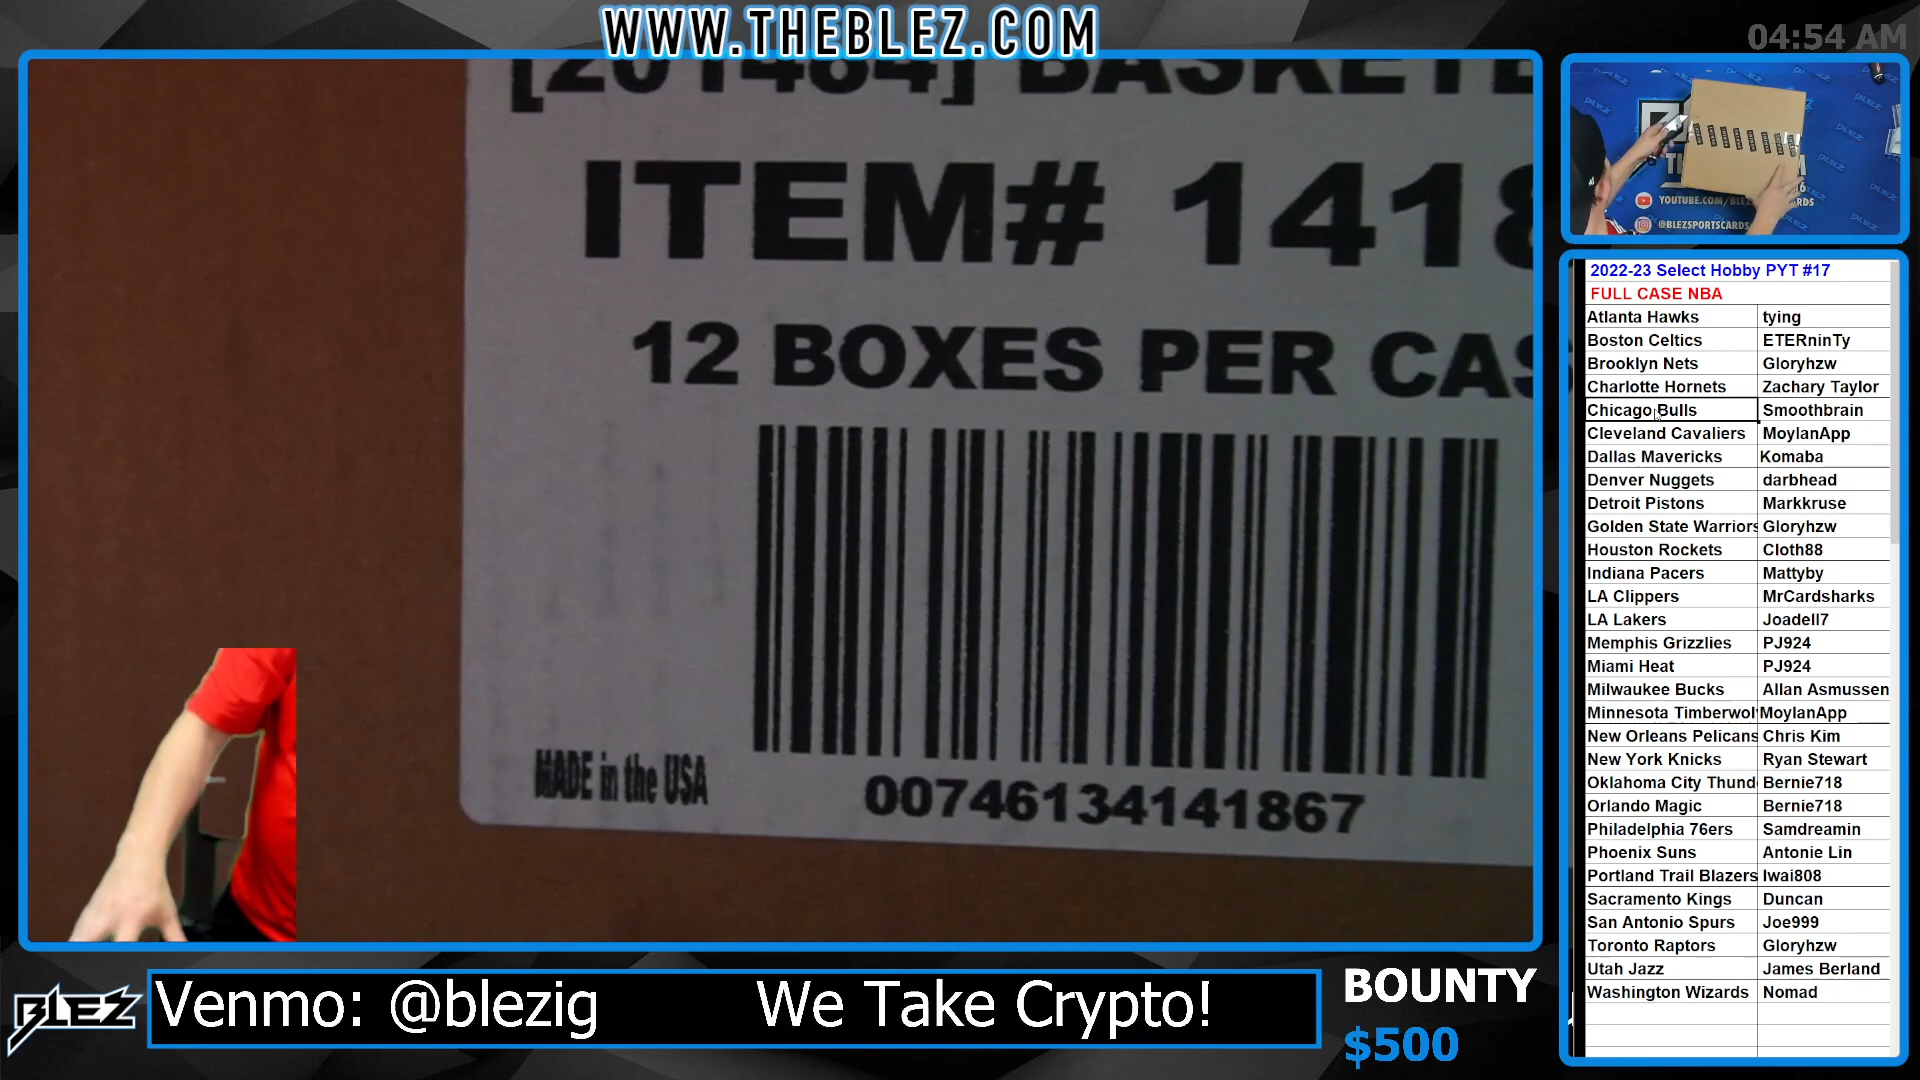 WWW.THEBLEZ.COM
04:54 AM
[201484] BASKETB
ITEM# 1418
12 BOXES PER CAS
MADE in the USA
00746134141867
YOUTUBE.COM/BLEZ
RDS
@BLEZSPORTSCARDS
2022-23 Select Hobby PYT #17
FULL CASE NBA
Atlanta Hawks tying
Boston Celtics ETERninTy
Brooklyn Nets Gloryhzw
Charlotte Hornets Zachary Taylor
Chicago Bulls Smoothbrain
Cleveland Cavaliers MoylanApp
Dallas Mavericks Komaba
Denver Nuggets darbhead
Detroit Pistons Markkruse
Golden State Warriors Gloryhzw
Houston Rockets Cloth88
Indiana Pacers Mattyby
LA Clippers MrCardsharks
LA Lakers Joadell7
Memphis Grizzlies PJ924
Miami Heat PJ924
Milwaukee Bucks Allan Asmussen
Minnesota Timberwol MoylanApp
New Orleans Pelicans Chris Kim
New York Knicks Ryan Stewart
Oklahoma City Thund Bernie718
Orlando Magic Bernie718
Philadelphia 76ers Samdreamin
Phoenix Suns Antonie Lin
Portland Trail Blazers Iwai808
Sacramento Kings Duncan
San Antonio Spurs Joe999
Toronto Raptors Gloryhzw
Utah Jazz James Berland
Washington Wizards Nomad
BLEZ
Venmo: @blezig We Take Crypto!
BOUNTY
$500